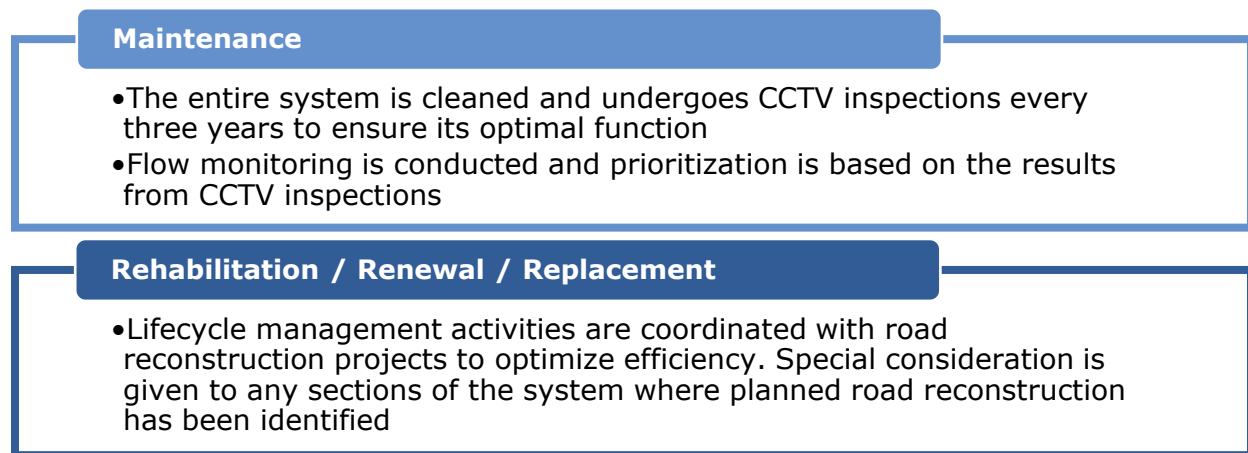 Maintenance
•The entire system is cleaned and undergoes CCTV inspections every
three years to ensure its optimal function
•Flow monitoring is conducted and prioritization is based on the results
from CCTV inspections
Rehabilitation / Renewal / Replacement
•Lifecycle management activities are coordinated with road
reconstruction projects to optimize efficiency. Special consideration is
given to any sections of the system where planned road reconstruction
has been identified